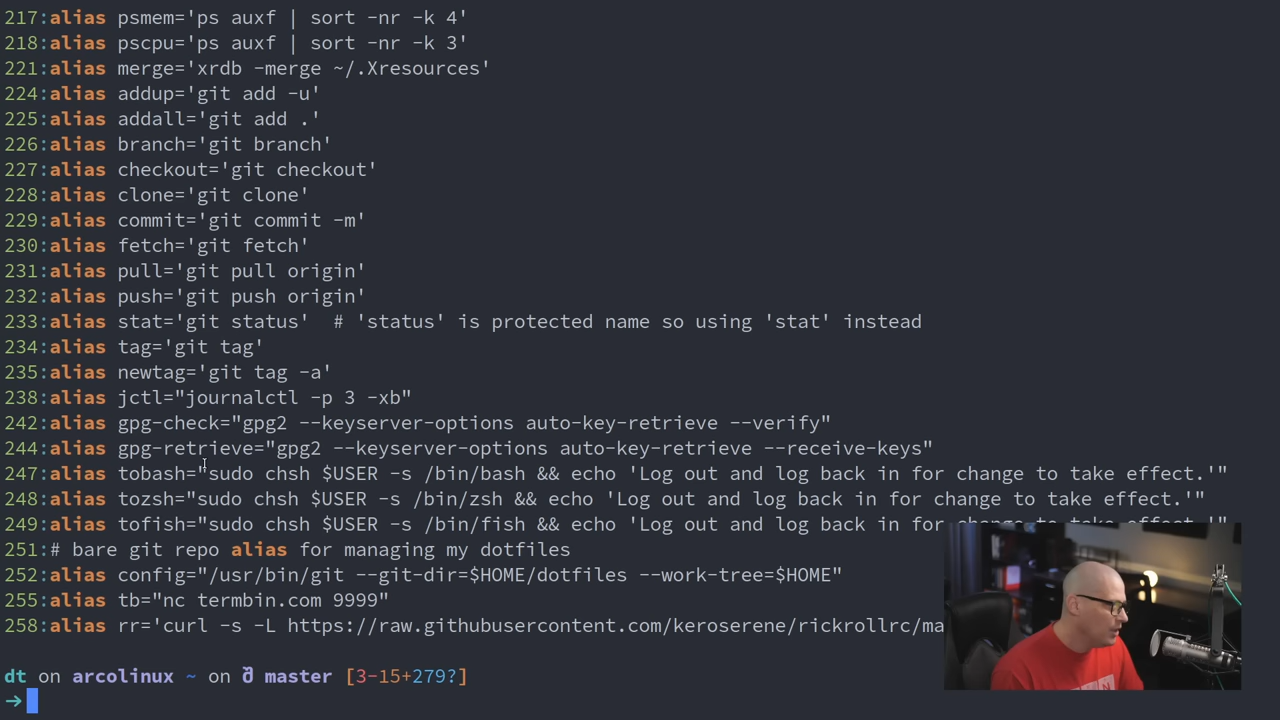 217:alias psmem='ps auxf | sort -nr -k 4'
218:alias pscpu='ps auxf | sort -nr -k 3'
221:alias merge='xrdb -merge ~/.Xresources'
224:alias addup='git add -u'
225:alias addall='git add .'
226:alias branch='git branch'
227:alias checkout='git checkout'
228:alias clone='git clone'
229:alias commit='git commit -m'
230:alias fetch='git fetch'
231:alias pull='git pull origin'
232:alias push='git push origin'
233:alias stat='git status'  # 'status' is protected name so using 'stat' instead
234:alias tag='git tag'
235:alias newtag='git tag -a'
238:alias jctl="journalctl -p 3 -xb"
242:alias gpg-check="gpg2 --keyserver-options auto-key-retrieve --verify"
244:alias gpg-retrieve="gpg2 --keyserver-options auto-key-retrieve --receive-keys"
247:alias tobash="sudo chsh $USER -s /bin/bash && echo 'Log out and log back in for change to take effect.'"
248:alias tozsh="sudo chsh $USER -s /bin/zsh && echo 'Log out and log back in for change to take effect.'"
249:alias tofish="sudo chsh $USER -s /bin/fish && echo 'Log out and log back in for change to take effect.'"
251:# bare git repo alias for managing my dotfiles
252:alias config="/usr/bin/git --git-dir=$HOME/dotfiles --work-tree=$HOME"
255:alias tb="nc termbin.com 9999"
258:alias rr='curl -s -L https://raw.githubusercontent.com/keroserene/rickrollrc/ma
dt on arcolinux ~ on master [3-15+279?]
→